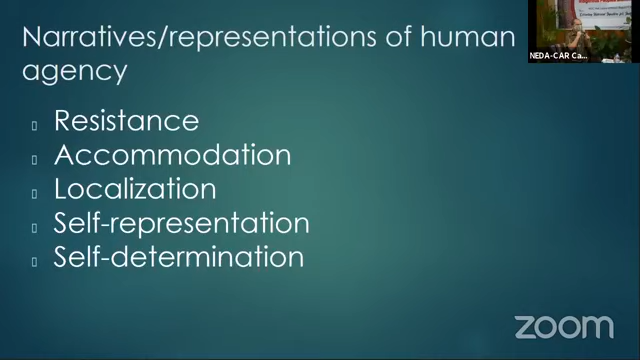 Narratives/representations of human
agency
Resistance
Accommodation
Localization
Self-representation
Self-determination
NEDA-CAR Ca...
zoom